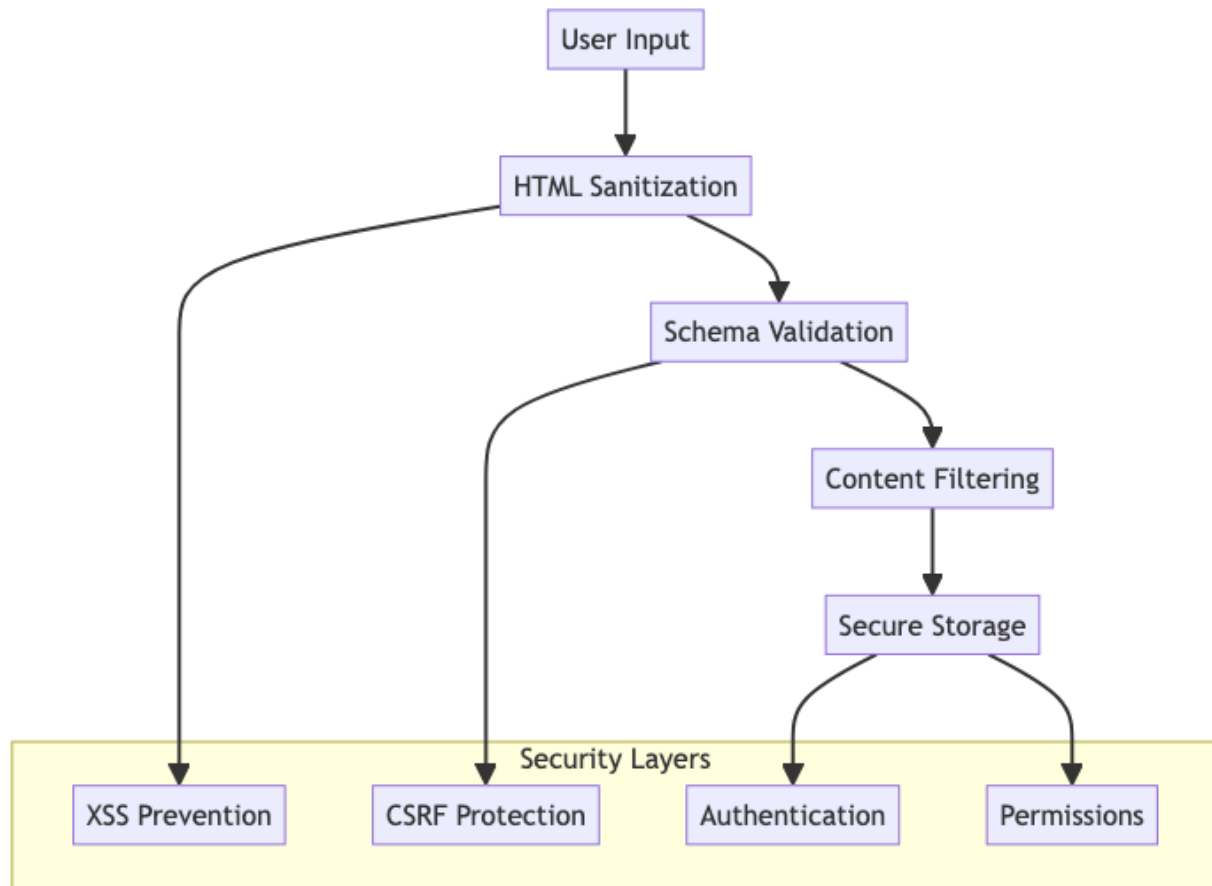 User Input
HTML Sanitization
Schema Validation
Content Filtering
Secure Storage
Security Layers
XSS Prevention
CSRF Protection
Authentication
Permissions